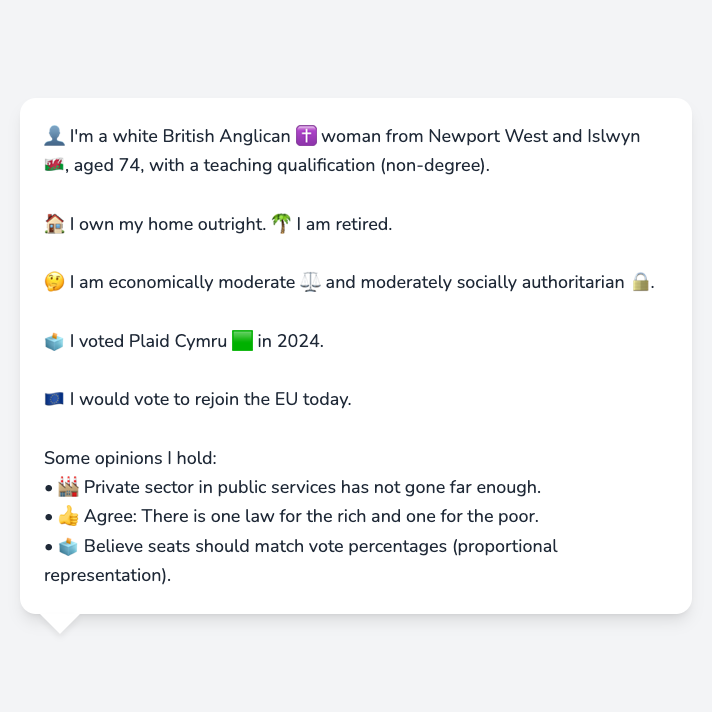 👤 I'm a white British Anglican ✝️ woman from Newport West and Islwyn
🏴󠁧󠁢󠁷󠁬󠁳󠁿, aged 74, with a teaching qualification (non-degree).
🏠 I own my home outright. 🌴 I am retired.
🤔 I am economically moderate ⚖️ and moderately socially authoritarian 🔒.
🗳️ I voted Plaid Cymru 🟩 in 2024.
🇪🇺 I would vote to rejoin the EU today.
Some opinions I hold:
• 🏭 Private sector in public services has not gone far enough.
• 👍 Agree: There is one law for the rich and one for the poor.
• 🗳️ Believe seats should match vote percentages (proportional
representation).